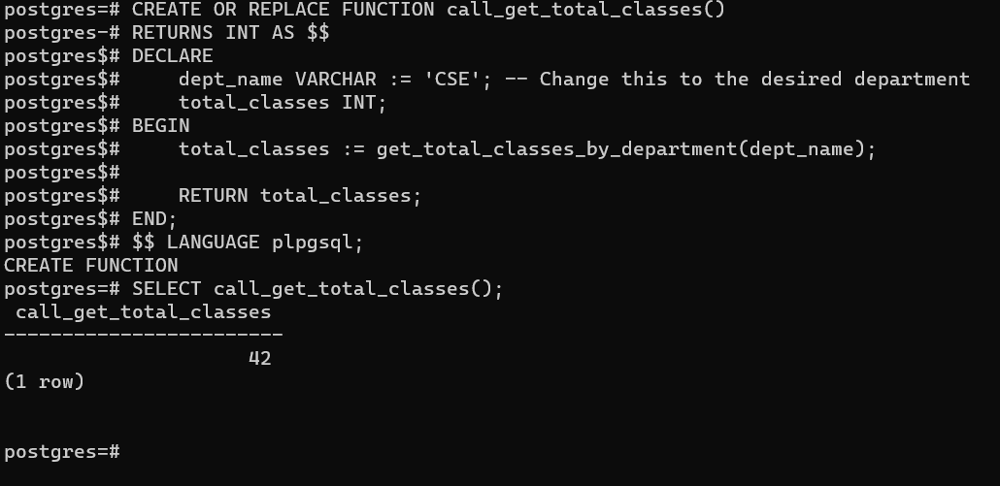 postgres=# CREATE OR REPLACE FUNCTION call_get_total_classes()
postgres-# RETURNS INT AS $$
postgres$# DECLARE
postgres$#     dept_name VARCHAR := 'CSE'; -- Change this to the desired department
postgres$#     total_classes INT;
postgres$# BEGIN
postgres$#     total_classes := get_total_classes_by_department(dept_name);
postgres$#
postgres$#     RETURN total_classes;
postgres$# END;
postgres$# $$ LANGUAGE plpgsql;
CREATE FUNCTION
postgres=# SELECT call_get_total_classes();
 call_get_total_classes
------------------------
                     42
(1 row)
postgres=#